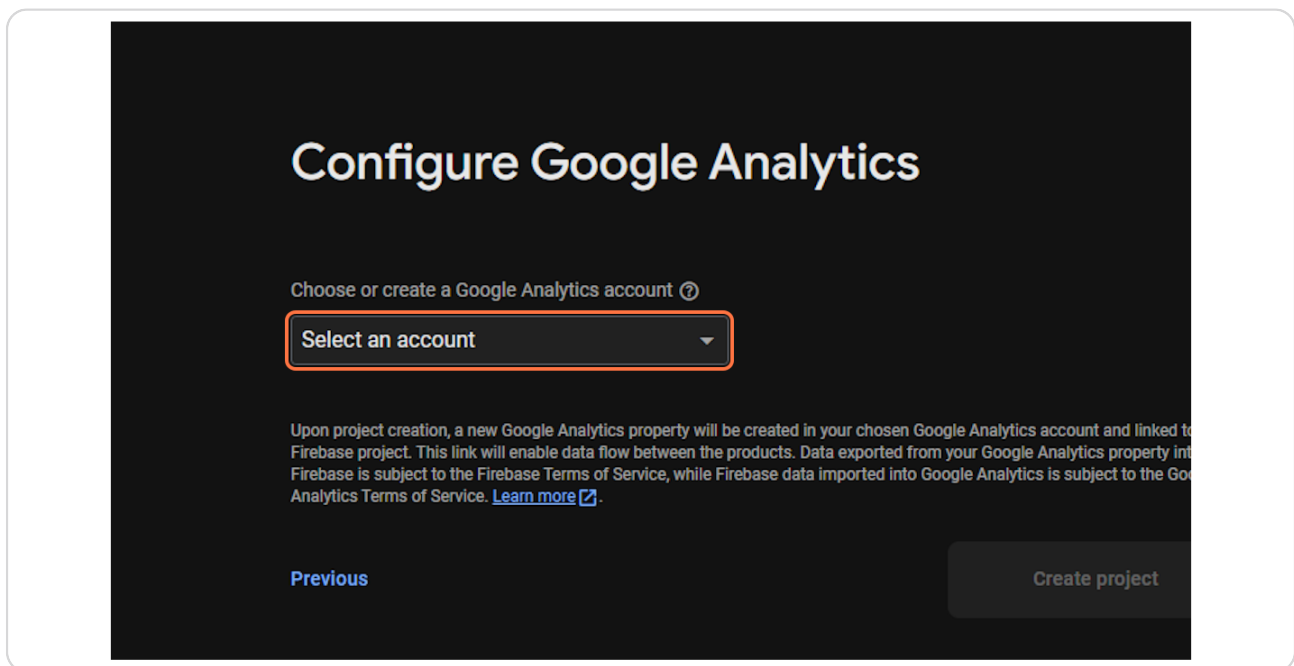 Configure Google Analytics
Choose or create a Google Analytics account
Select an account
Upon project creation, a new Google Analytics property will be created in your chosen Google Analytics account and linked
Firebase project. This link will enable data flow between the products. Data exported from your Google Analytics property
Firebase is subject to the Firebase Terms of Service, while Firebase data imported into Google Analytics is subject to the
Analytics Terms of Service. Learn more.
Previous
Create project